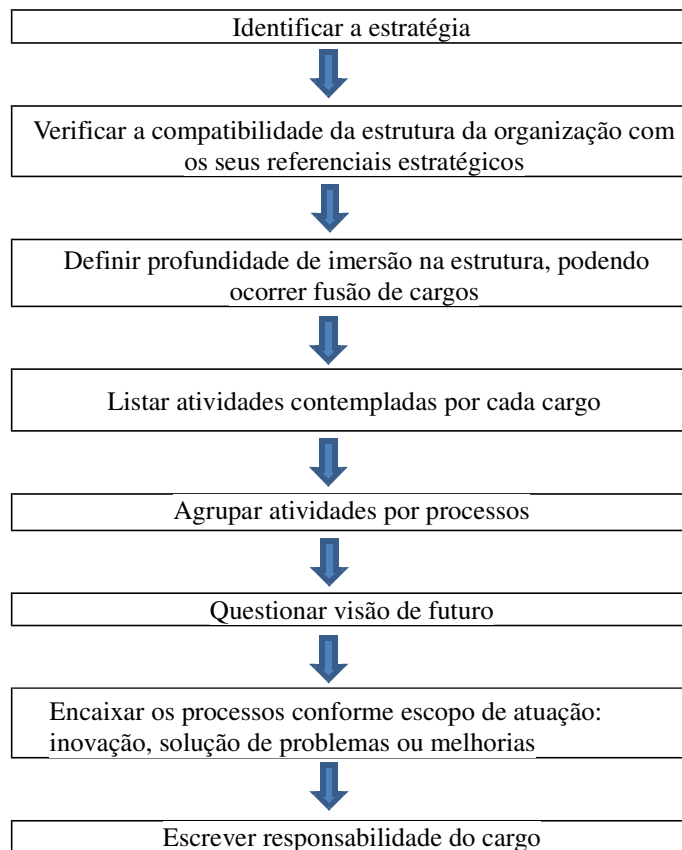 Identificar a estratégia
Verificar a compatibilidade da estrutura da organização com
os seus referenciais estratégicos
Definir profundidade de imersão na estrutura, podendo
ocorrer fusão de cargos
Listar atividades contempladas por cada cargo
Agrupar atividades por processos
Questionar visão de futuro
Encaixar os processos conforme escopo de atuação:
inovação, solução de problemas ou melhorias
Escrever responsabilidade do cargo